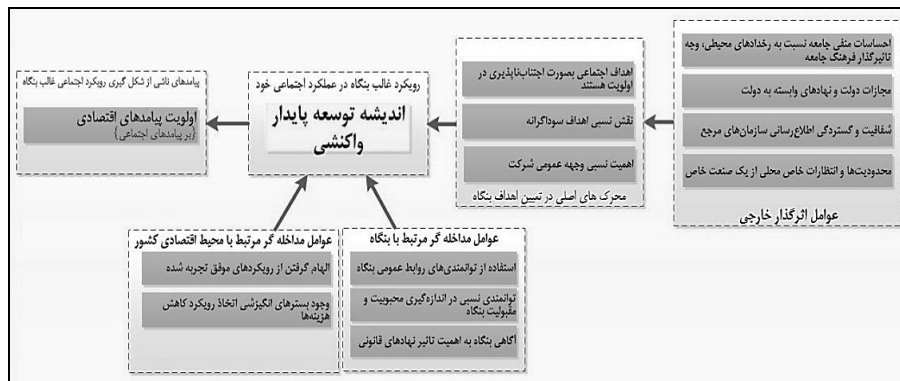 احساسات منفی جامعه نسبت به رخدادهای محیطی، وجه
تاثیرگذار فرهنگ جامعه
مجازات دولت و نهادهای وابسته به دولت
شفافیت و گستردگی اطلاع‌رسانی سازمان‌های مرجع
محدودیت‌ها و انتظارات خاص محلی از یک صنعت خاص
عوامل اثرگذار خارجی
اهداف اجتماعی بصورت اجتناب‌ناپذیری در
اولویت هستند
نقش نسبی اهداف سوداگرانه
اهمیت نسبی وجهه عمومی شرکت
محرک های اصلی در تعیین اهداف بنگاه
رویکرد غالب بنگاه در عملکرد اجتماعی خود
اندیشه توسعه پایدار
واکنشی
پیامدهای ناشی از شکل گیری رویکرد اجتماعی غالب بنگاه
اولویت پیامدهای اقتصادی
{بر پیامدهای اجتماعی}
عوامل مداخله گر مرتبط با بنگاه
استفاده از توانمندی‌های روابط عمومی بنگاه
توانمندی نسبی در اندازه‌گیری محبوبیت و
مقبولیت بنگاه
آگاهی بنگاه به اهمیت تاثیر نهادهای قانونی
عوامل مداخله گر مرتبط با محیط اقتصادی کشور
الهام گرفتن از رویکردهای موفق تجربه شده
وجود بسترهای انگیزشی اتخاذ رویکرد کاهش
هزینه‌ها